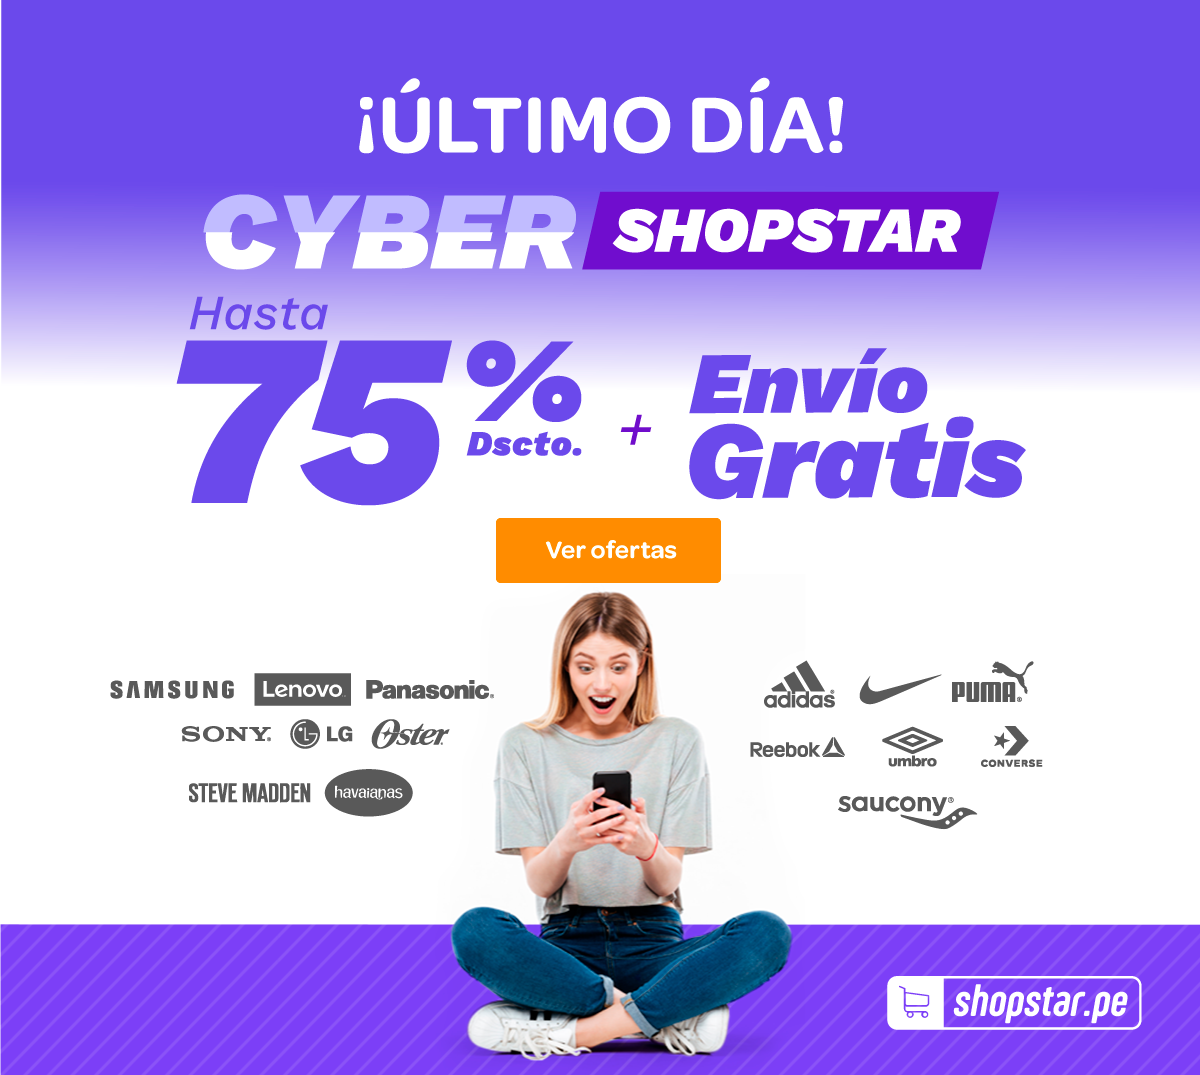 ¡ÚLTIMO DÍA!
CYBER SHOPSTAR
Hasta
75% Dscto. + Envío Gratis
Ver ofertas
SAMSUNG Lenovo Panasonic
SONY LG Oster
STEVE MADDEN havaianas
adidas PUMA
Reebok umbro CONVERSE
saucony
shopstar.pe